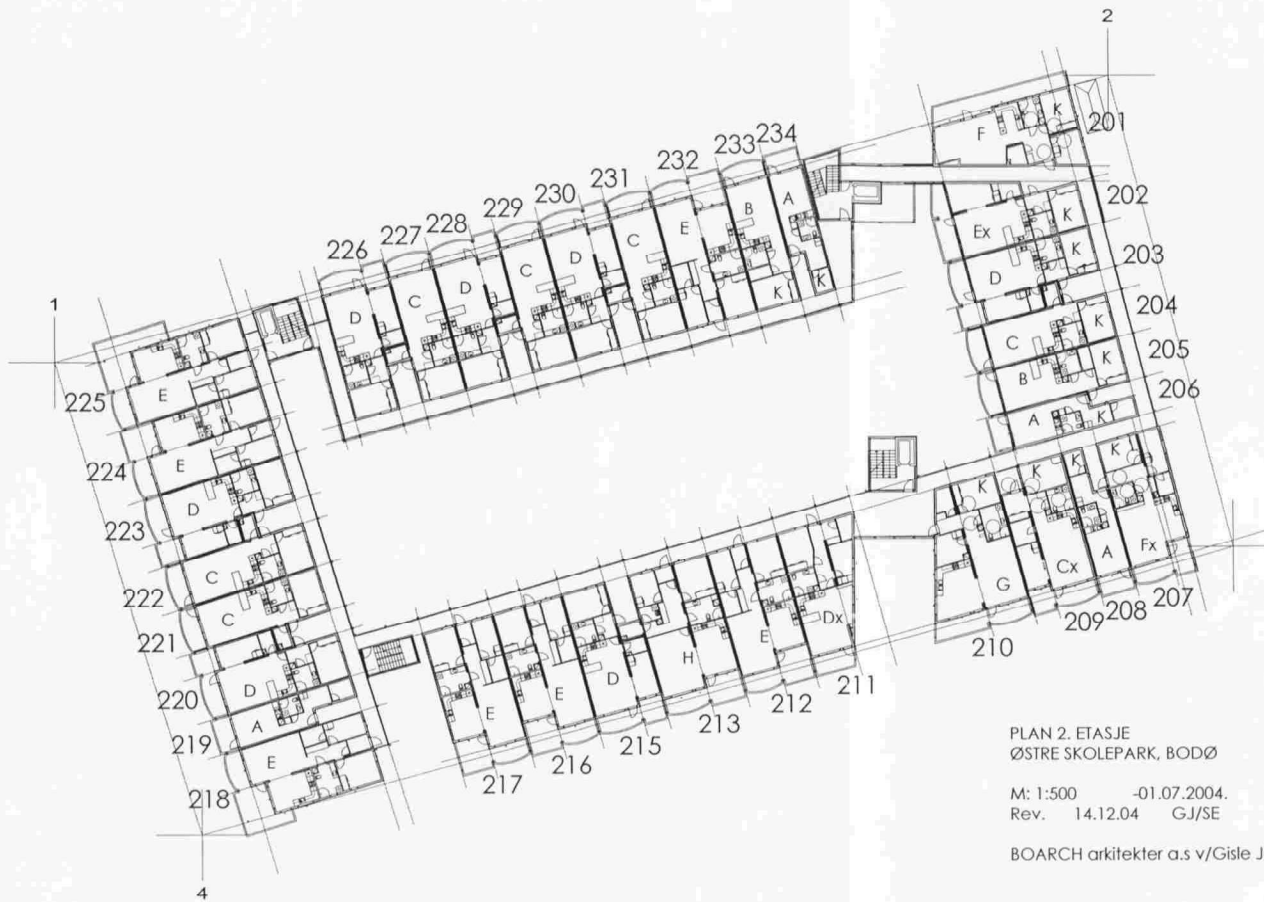 2
1
226
227
228
229
230
231
232
233
234
D
C
D
C
D
C
E
B
A
K
K
F
K
201
202
Ex
K
203
D
K
204
C
K
205
B
K
206
A
K
225
E
224
E
223
D
222
C
221
C
220
D
219
A
218
E
E
E
D
H
E
Dx
217
216
215
213
212
211
K
K
K
K
G
Cx
A
Fx
210
209
208
207
4
PLAN 2. ETASJE
ØSTRE SKOLEPARK, BODØ
M: 1:500 -01.07.2004.
Rev. 14.12.04 GJ/SE
BOARCH arkitekter a.s v/Gisle J